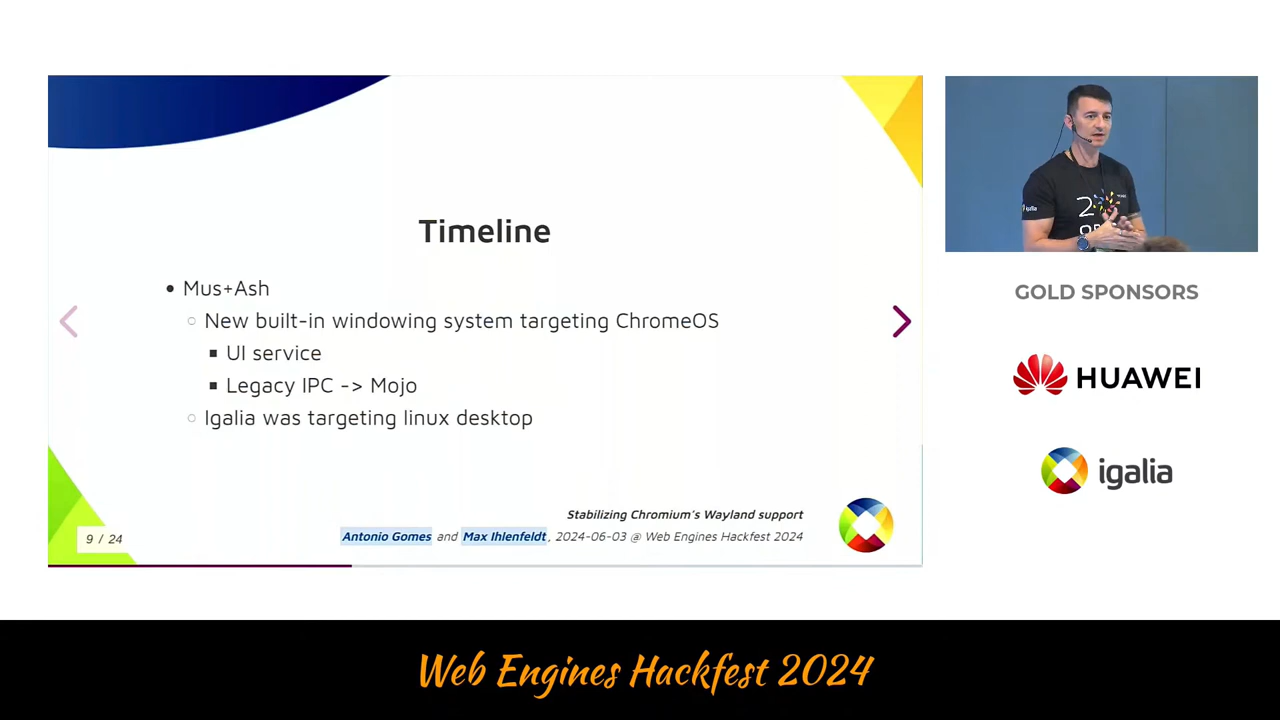 Timeline
Mus+Ash
New built-in windowing system targeting ChromeOS
UI service
Legacy IPC -> Mojo
Igalia was targeting linux desktop
Stabilizing Chromium's Wayland support
Antonio Gomes and Max Ihlenfeldt, 2024-06-03 @ Web Engines Hackfest 2024
9 / 24
igalia
GOLD SPONSORS
HUAWEI
igalia
Web Engines Hackfest 2024